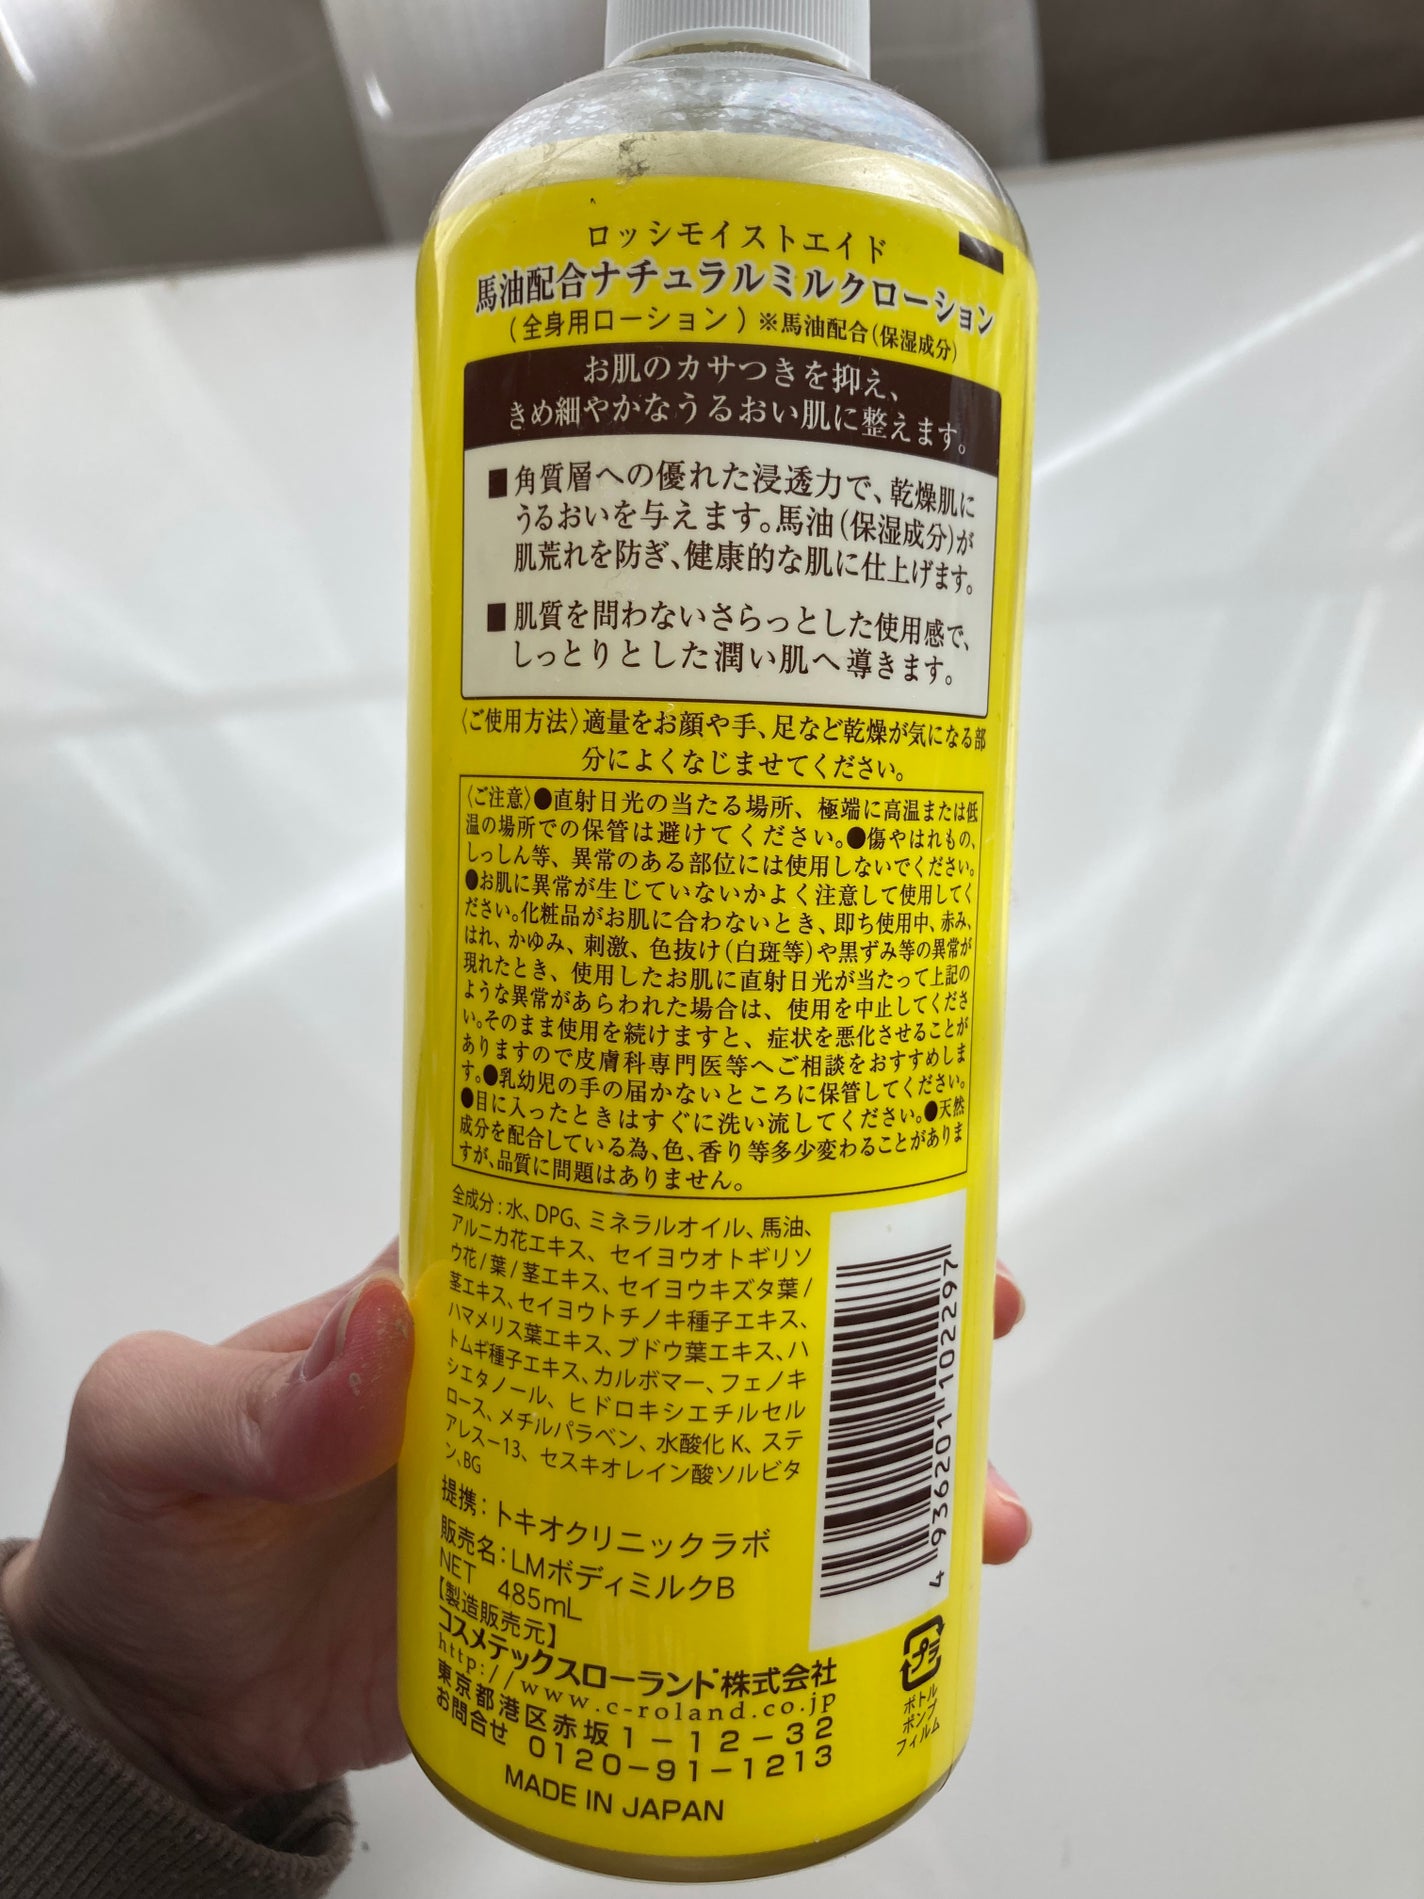 ロッシモイストエイド
馬油配合ナチュラルミルクローション
（全身用ローション）※馬油配合（保湿成分）
お肌のカサつきを抑え、
きめ細やかなうるおい肌に整えます。
■角質層への優れた浸透力で、乾燥肌に
うるおいを与えます。馬油（保湿成分）が
肌荒れを防ぎ、健康的な肌に仕上げます。
■肌質を問わないさらっとした使用感で、
しっとりとした潤い肌へ導きます。
〈ご使用方法〉適量をお顔や手、足など乾燥が気になる部
分によくなじませてください。
〈ご注意〉●直射日光の当たる場所、極端に高温または低
温の場所での保管は避けてください。●傷やはれもの、
しっしん等、異常のある部位には使用しないでください。
●お肌に異常が生じていないかよく注意して使用してく
ださい。化粧品がお肌に合わないとき、即ち使用中、赤み、
はれ、かゆみ、刺激、色抜け（白斑等）や黒ずみ等の異常が
現れたとき、使用したお肌に直射日光が当たって上記の
ような異常があらわれた場合は、使用を中止してくださ
い。そのまま使用を続けますと、症状を悪化させることが
ありますので皮膚科専門医等へご相談をおすすめしま
す。●乳幼児の手の届かないところに保管してください。
●目に入ったときはすぐに洗い流してください。●天然
成分を配合している為、色、香り等多少変わることがありま
すが、品質に問題はありません。
全成分：水、DPG、ミネラルオイル、馬油、
アルニカ花エキス、セイヨウオトギリソ
ウ花/葉/茎エキス、セイヨウキズタ葉/
茎エキス、セイヨウトチノキ種子エキス、
ハマメリス葉エキス、ブドウ葉エキス、ハ
トムギ種子エキス、カルボマー、フェノキ
シエタノール、ヒドロキシエチルセル
ロース、メチルパラベン、水酸化K、ステ
アレス－13、セスキオレイン酸ソルビタ
ン、BG
提携：トキオクリニックラボ
販売名：LMボディミルクB
NET 485mL
【製造販売元】
コスメテックスローランド株式会社
http://www.c-roland.co.jp
東京都港区赤坂1－12－32
お問合せ 0120－91－1213
MADE IN JAPAN
4 936201 102297
プラ
ボトル
ポンプ
フィルム